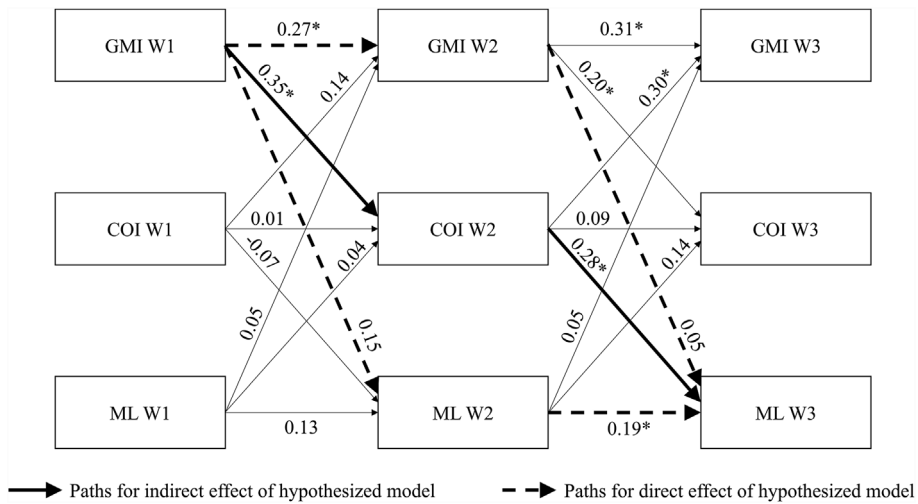 GMI W1
0.27*
GMI W2
0.31*
GMI W3
0.35*
0.14
0.20*
0.30*
COI W1
0.01
COI W2
0.09
COI W3
-0.07
0.04
0.28*
0.14
0.05
0.15
0.05
0.05
ML W1
0.13
ML W2
0.19*
ML W3
Paths for indirect effect of hypothesized model
Paths for direct effect of hypothesized model